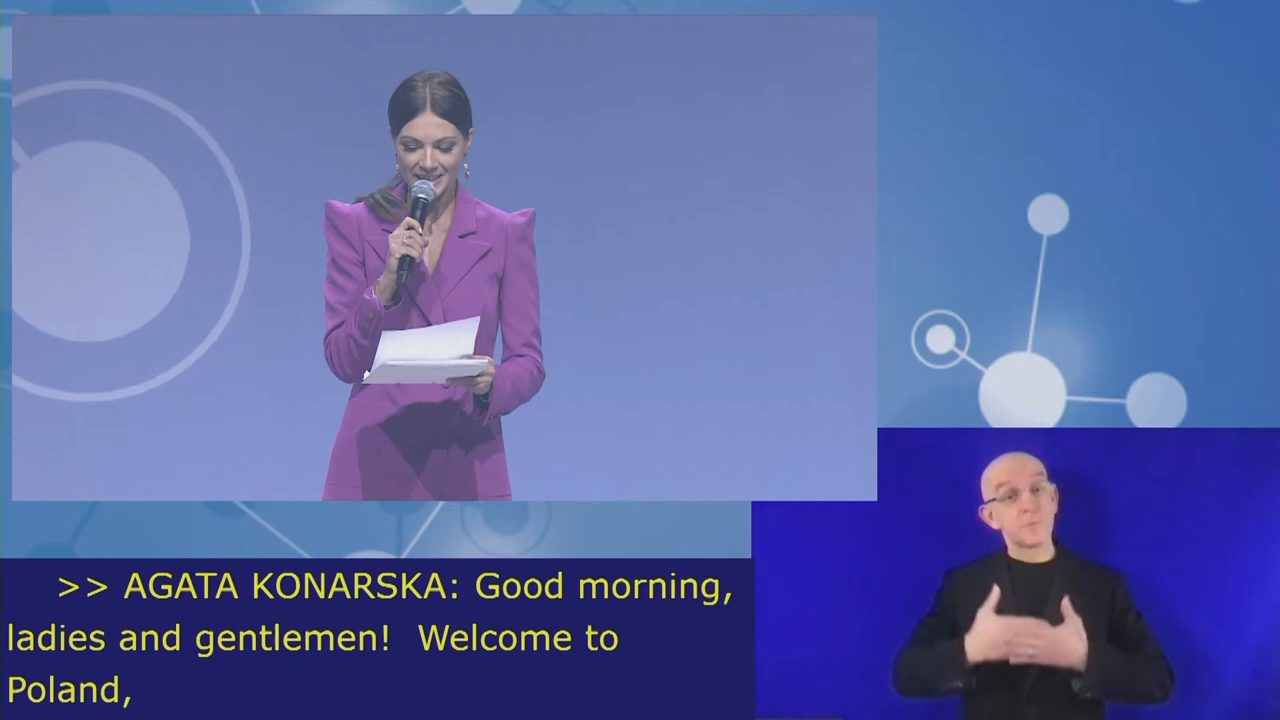 >> AGATA KONARSKA: Good morning,
ladies and gentlemen!  Welcome to
Poland,